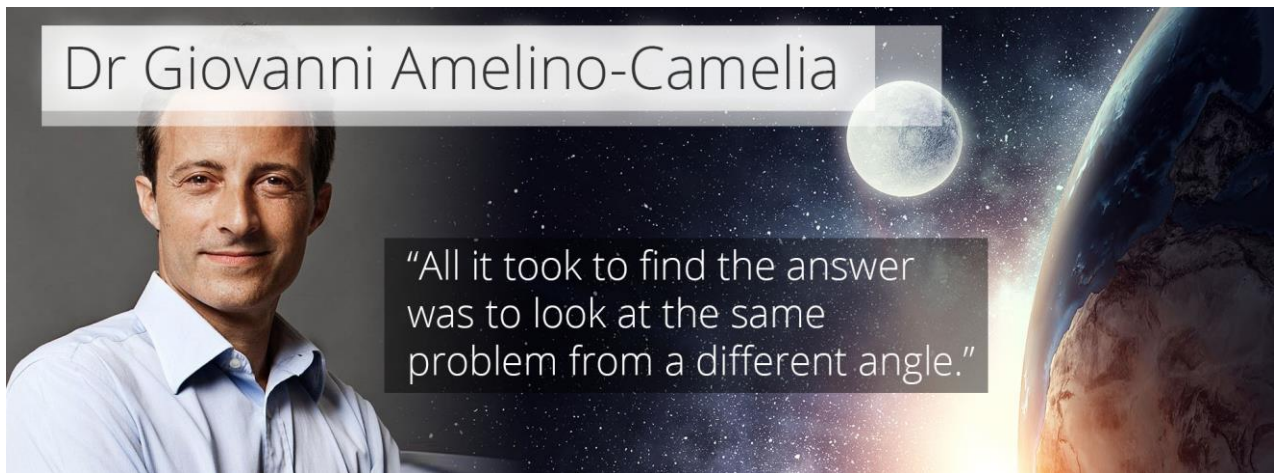 Dr Giovanni Amelino-Camelia
“All it took to find the answer
was to look at the same
problem from a different angle.”